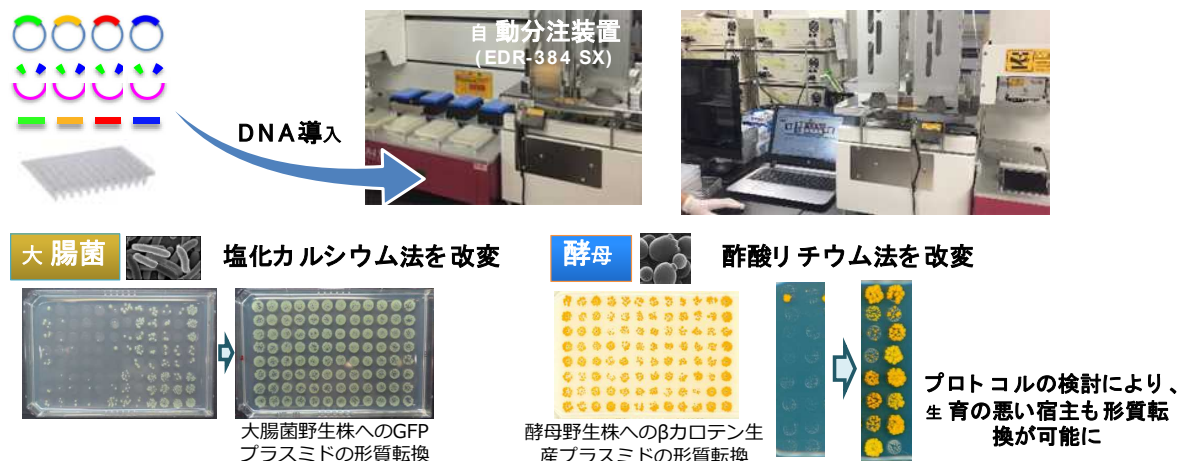 自動分注装置
(EDR-384 SX)
DNA導入
大腸菌
塩化カルシウム法を改変
酵母
酢酸リチウム法を改変
大腸菌野生株へのGFP
プラスミドの形質転換
酵母野生株へのβカロテン生
産プラスミドの形質転換
プロトコルの検討により、
生育の悪い宿主も形質転
換が可能に